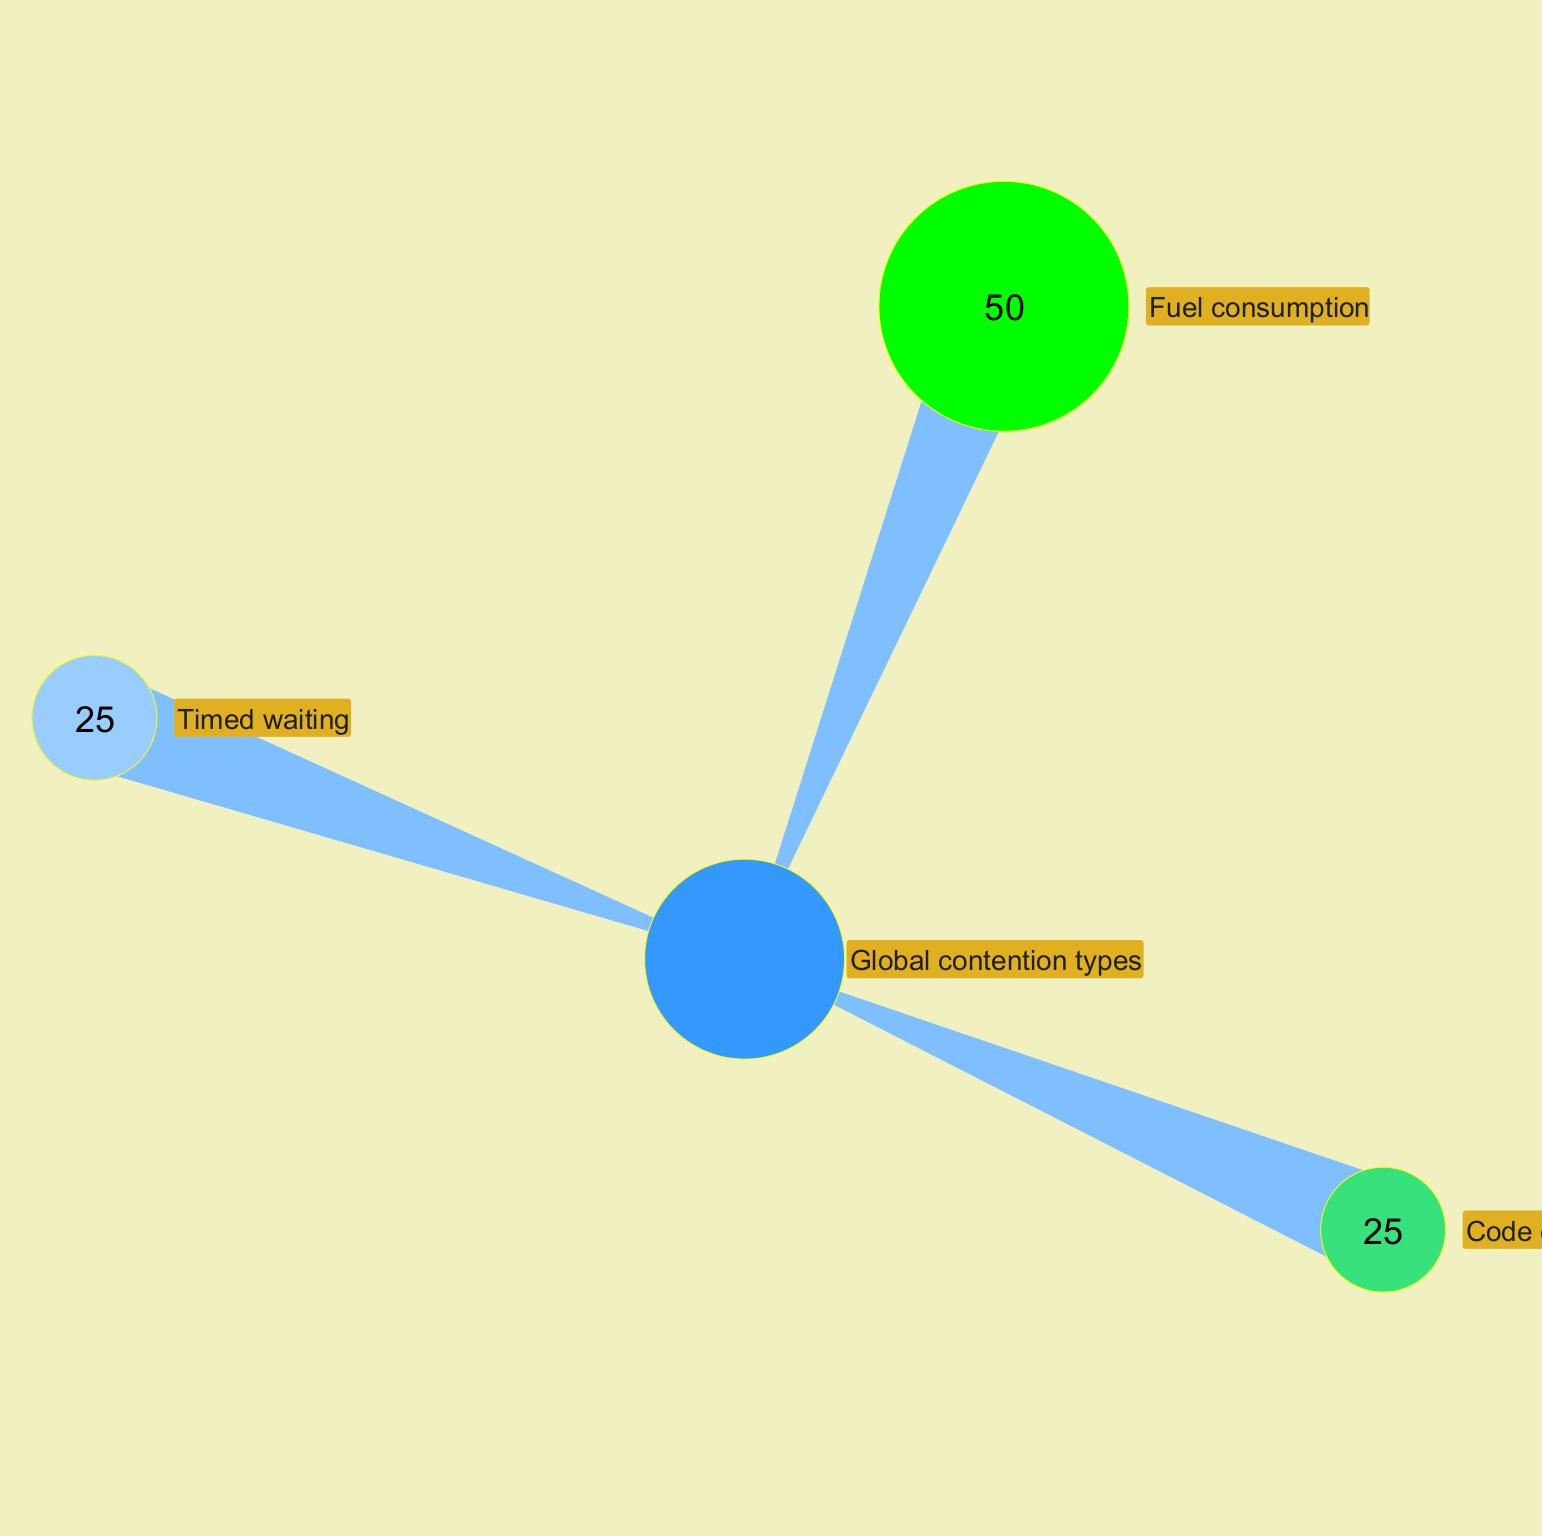 50
Fuel consumption
25
Timed waiting
Global contention types
25
Code